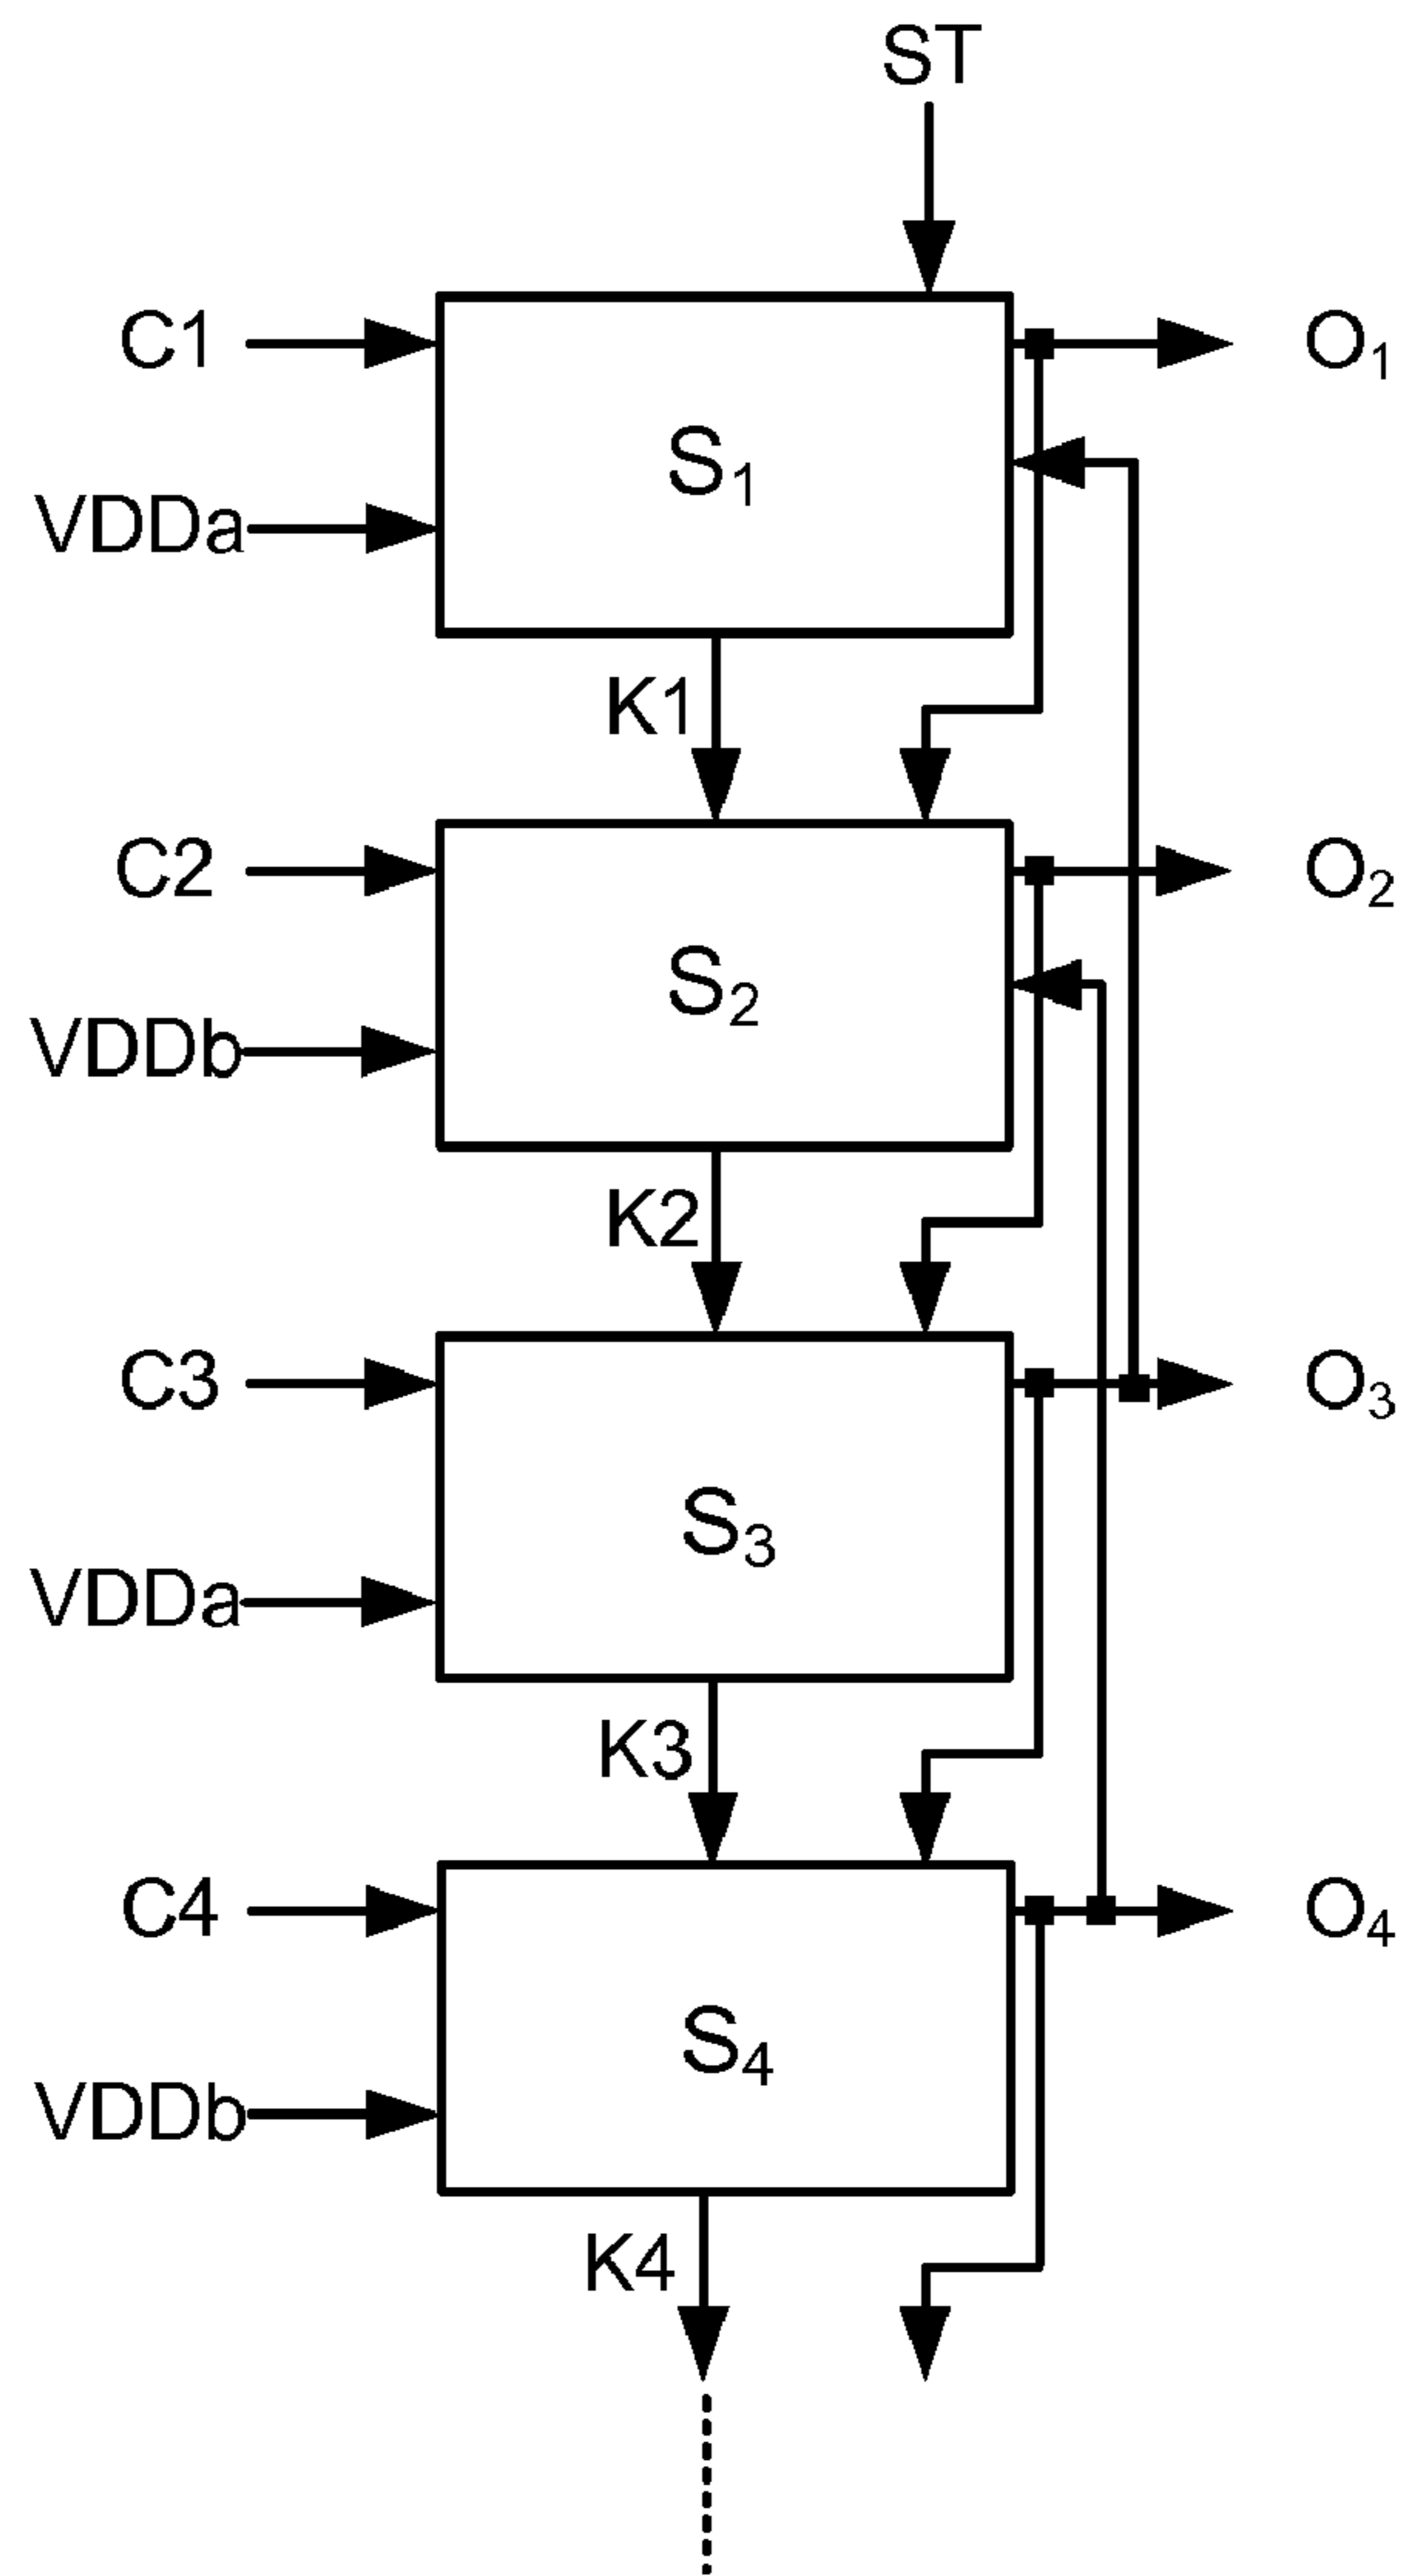 ST
C1
O1
S1
VDDa
K1
C2
O2
S2
VDDb
K2
C3
O3
S3
VDDa
K3
C4
O4
S4
VDDb
K4